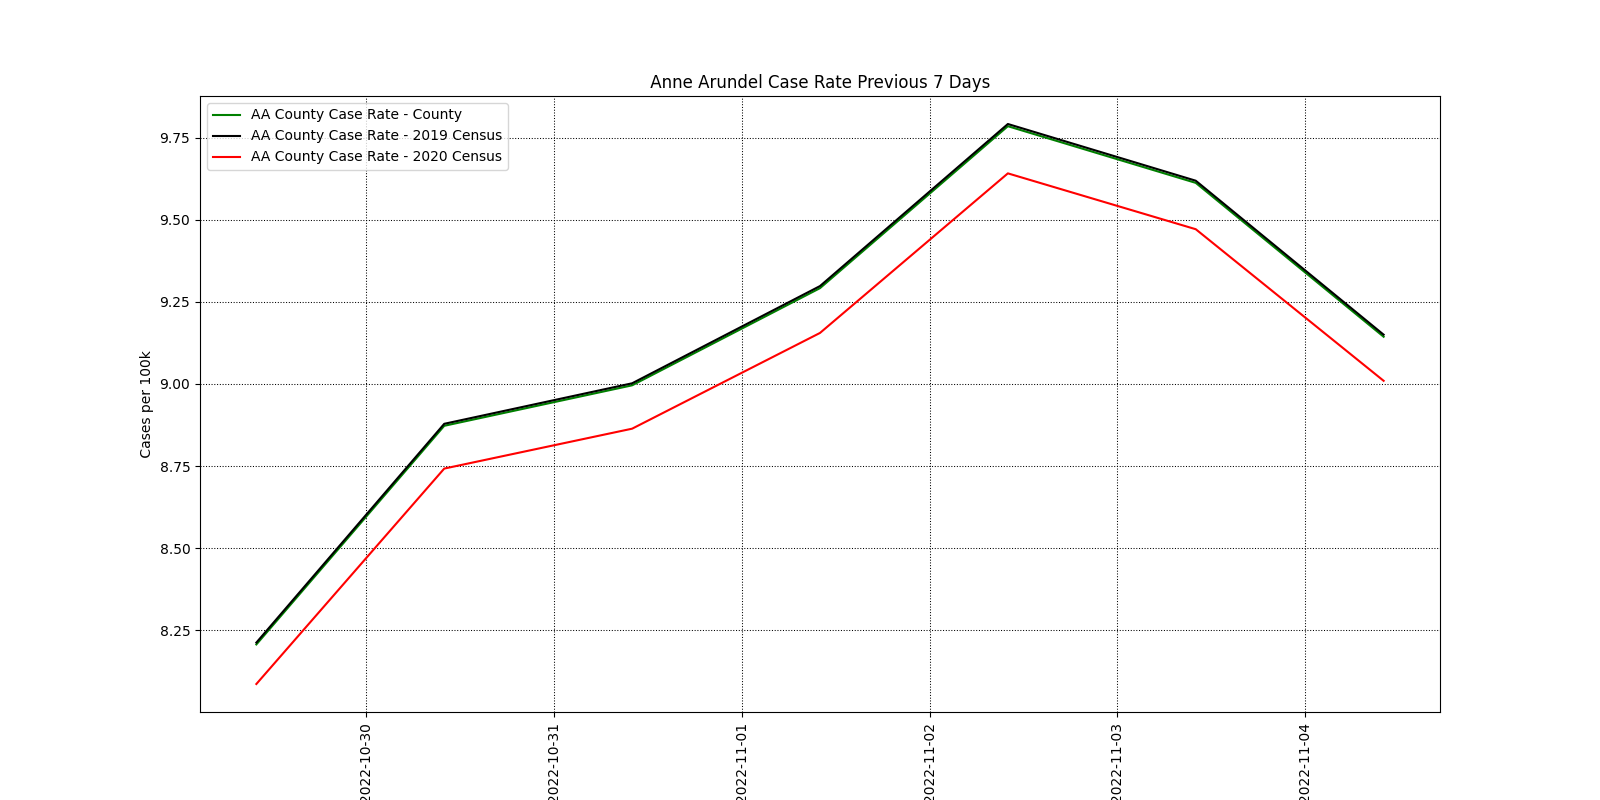 Anne Arundel Case Rate Previous 7 Days
AA County Case Rate - County
AA County Case Rate - 2019 Census
AA County Case Rate - 2020 Census
Cases per 100k
9.75
9.50
9.25
9.00
8.75
8.50
8.25
2022-10-30
2022-10-31
2022-11-01
2022-11-02
2022-11-03
2022-11-04